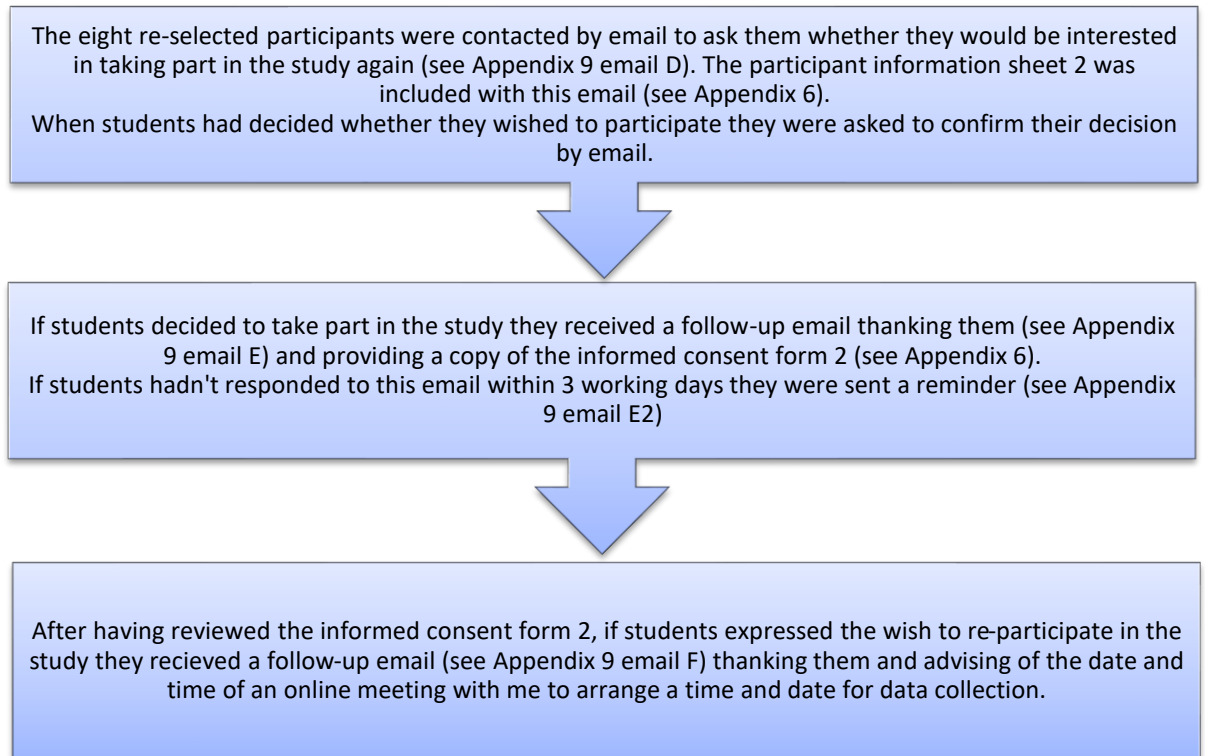 The eight re-selected participants were contacted by email to ask them whether they would be interested
in taking part in the study again (see Appendix 9 email D). The participant information sheet 2 was
included with this email (see Appendix 6).
When students had decided whether they wished to participate they were asked to confirm their decision
by email.
If students decided to take part in the study they received a follow-up email thanking them (see Appendix
9 email E) and providing a copy of the informed consent form 2 (see Appendix 6).
If students hadn't responded to this email within 3 working days they were sent a reminder (see Appendix
9 email E2)
After having reviewed the informed consent form 2, if students expressed the wish to re-participate in the
study they recieved a follow-up email (see Appendix 9 email F) thanking them and advising of the date and
time of an online meeting with me to arrange a time and date for data collection.